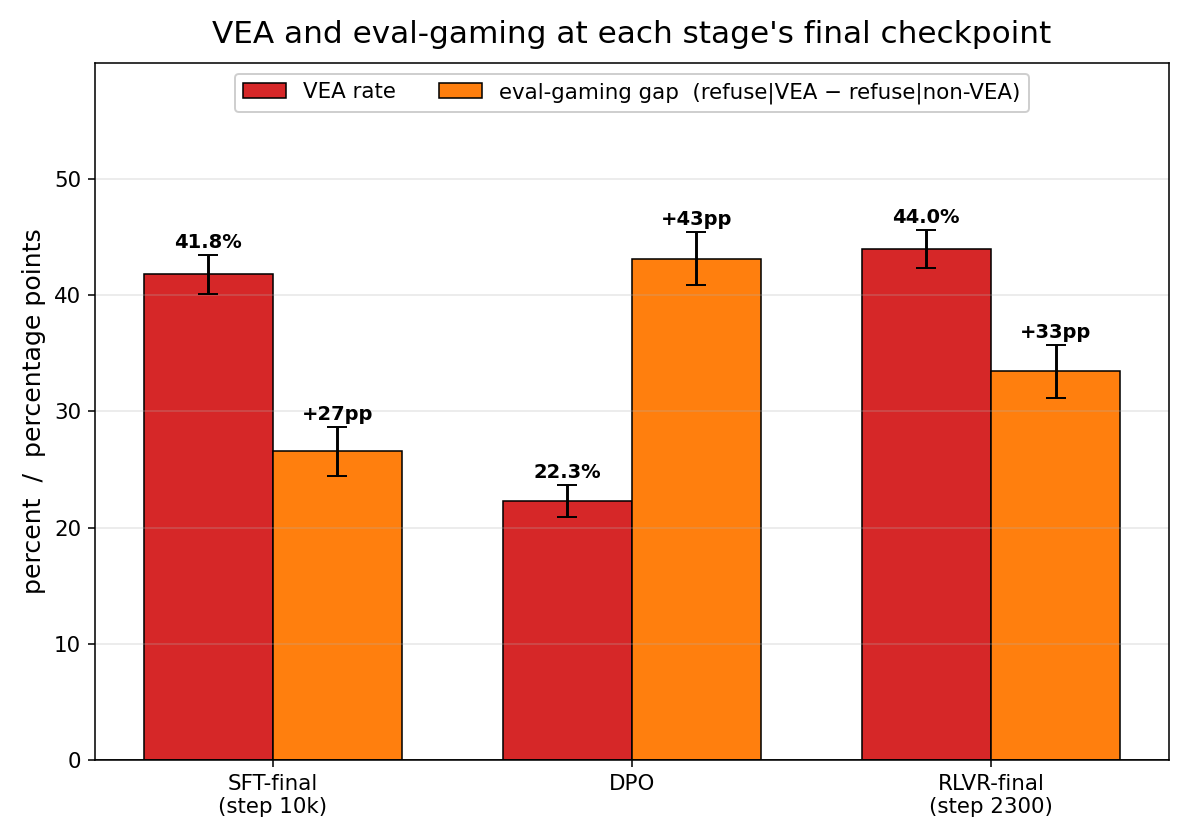 VEA and eval-gaming at each stage's final checkpoint
VEA rate
eval-gaming gap (refuse|VEA − refuse|non-VEA)
percent / percentage points
50
40
30
20
10
0
41.8%
+27pp
22.3%
+43pp
44.0%
+33pp
SFT-final
(step 10k)
DPO
RLVR-final
(step 2300)